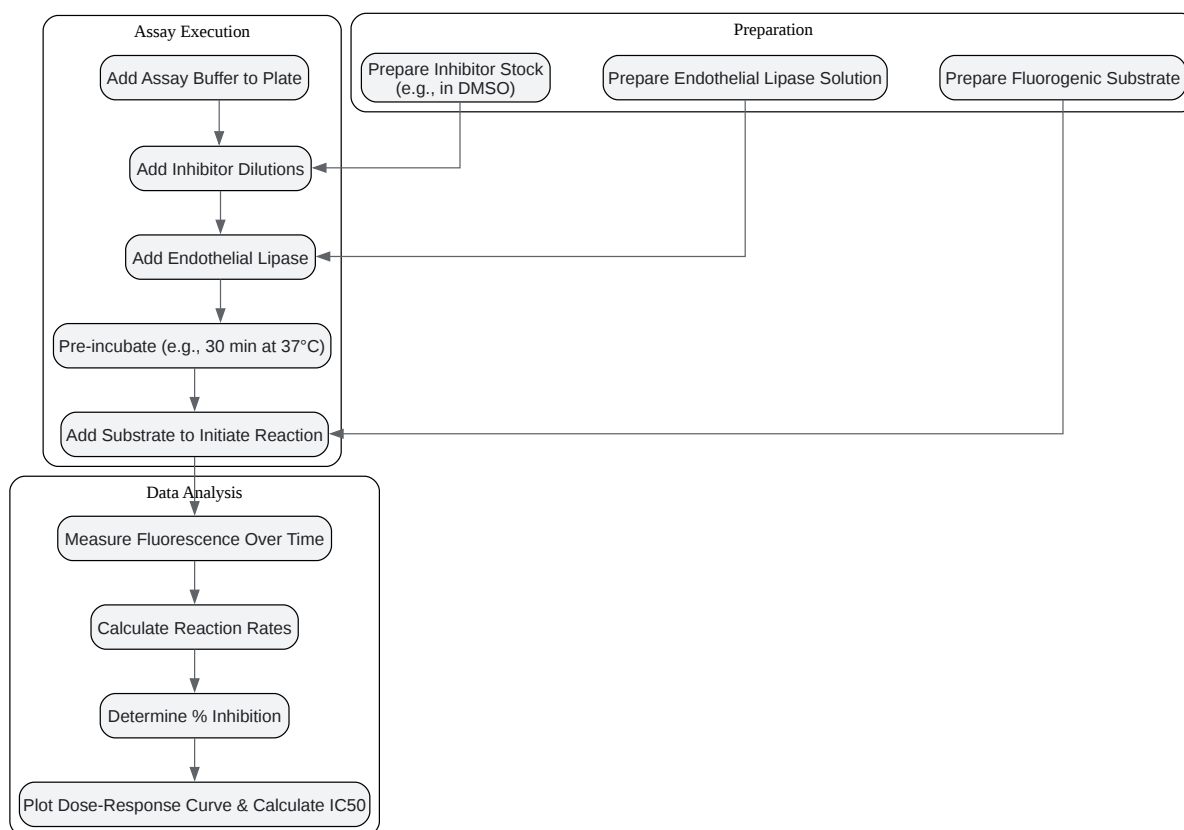 Assay Execution
Add Assay Buffer to Plate
Add Inhibitor Dilutions
Add Endothelial Lipase
Pre-incubate (e.g., 30 min at 37°C)
Add Substrate to Initiate Reaction
Preparation
Prepare Inhibitor Stock
(e.g., in DMSO)
Prepare Endothelial Lipase Solution
Prepare Fluorogenic Substrate
Data Analysis
Measure Fluorescence Over Time
Calculate Reaction Rates
Determine % Inhibition
Plot Dose-Response Curve & Calculate IC50